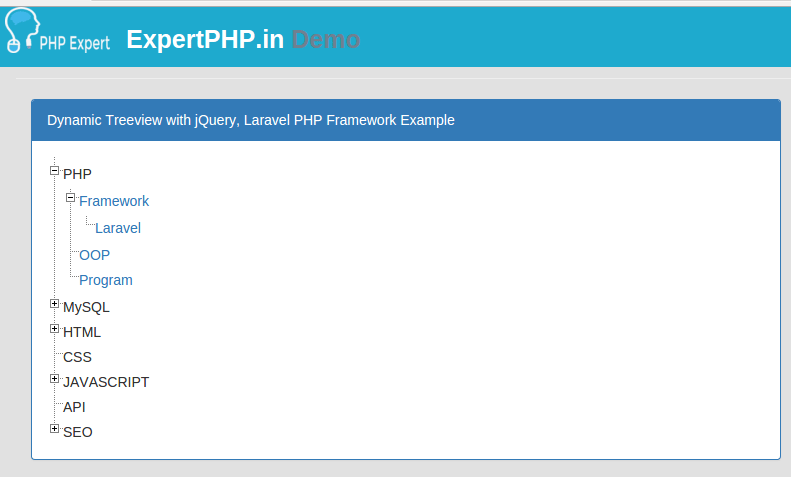 PHP Expert ExpertPHP.in Demo
Dynamic Treeview with jQuery, Laravel PHP Framework Example
PHP
Framework
Laravel
OOP
Program
MySQL
HTML
CSS
JAVASCRIPT
API
SEO